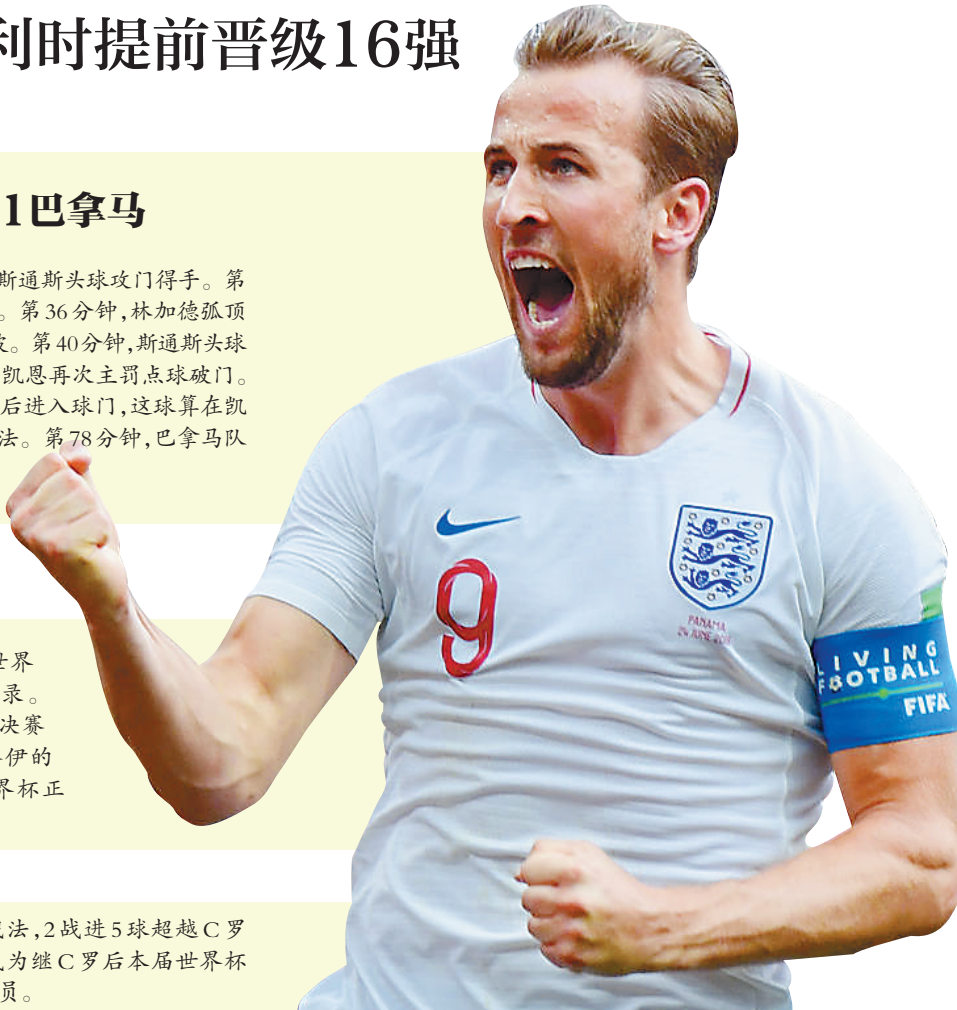 利时提前晋级16强
1巴拿马
斯通斯头球攻门得手。第
。第36分钟,林加德弧顶
。第40分钟,斯通斯头球
凯恩再次主罚点球破门。
后进入球门,这球算在凯
法。第78分钟,巴拿马队
9
PANAMA
24 JUNE
LIVING
FOOTBALL
FIFA
世界
录。
决赛
伊的
界杯正
法,2战进5球超越C罗
为继C罗后本届世界杯
员。